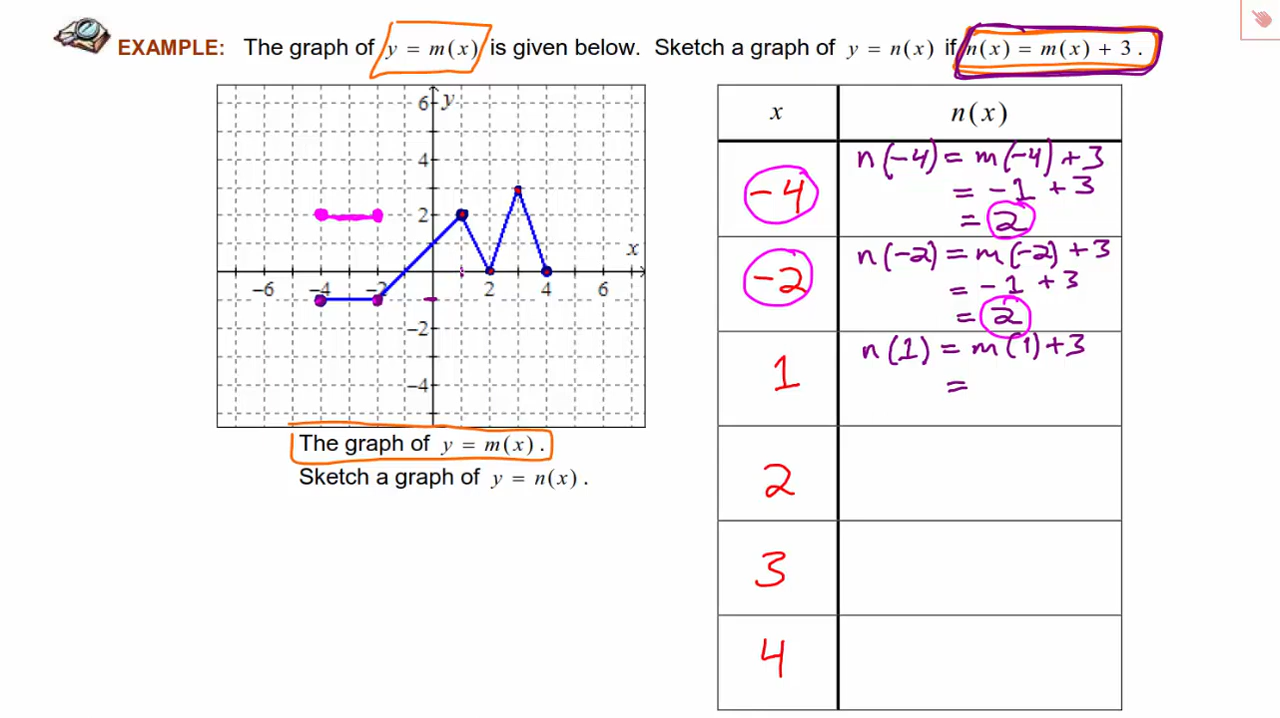 EXAMPLE: The graph of y = m(x) is given below. Sketch a graph of y = n(x) if n(x) = m(x) + 3.
6 y
4
2
x
−6 −4 −2 2 4 6
−2
−4
The graph of y = m(x).
Sketch a graph of y = n(x).
x n(x)
−4 n(−4) = m(−4) + 3
= −1 + 3
= 2
−2 n(−2) = m(−2) + 3
= −1 + 3
= 2
1 n(1) = m(1) + 3
=
2
3
4